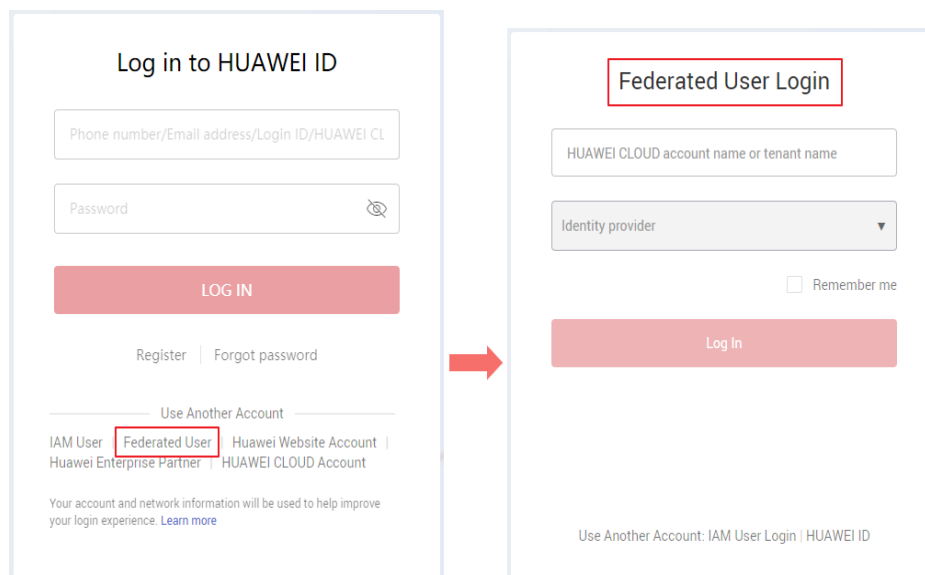 Log in to HUAWEI ID
Phone number/Email address/Login ID/HUAWEI CL
Password
LOG IN
Register | Forgot password
Use Another Account
IAM User | Federated User | Huawei Website Account |
Huawei Enterprise Partner | HUAWEI CLOUD Account
Your account and network information will be used to help improve
your login experience. Learn more
Federated User Login
HUAWEI CLOUD account name or tenant name
Identity provider
Remember me
Log In
Use Another Account: IAM User Login | HUAWEI ID